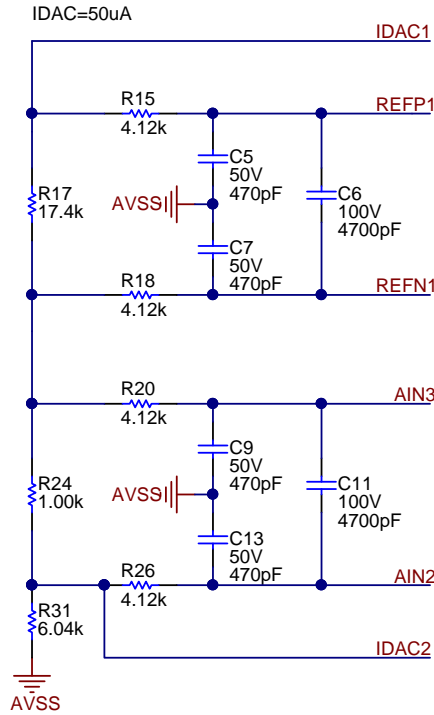 IDAC=50uA
IDAC1
R15
4.12k
REFP1
C5
50V
470pF
R17
17.4k
AVSS
C6
100V
4700pF
C7
50V
470pF
R18
4.12k
REFN1
R20
4.12k
AIN3
C9
50V
470pF
R24
1.00k
AVSS
C11
100V
4700pF
C13
50V
470pF
R26
4.12k
AIN2
R31
6.04k
IDAC2
AVSS